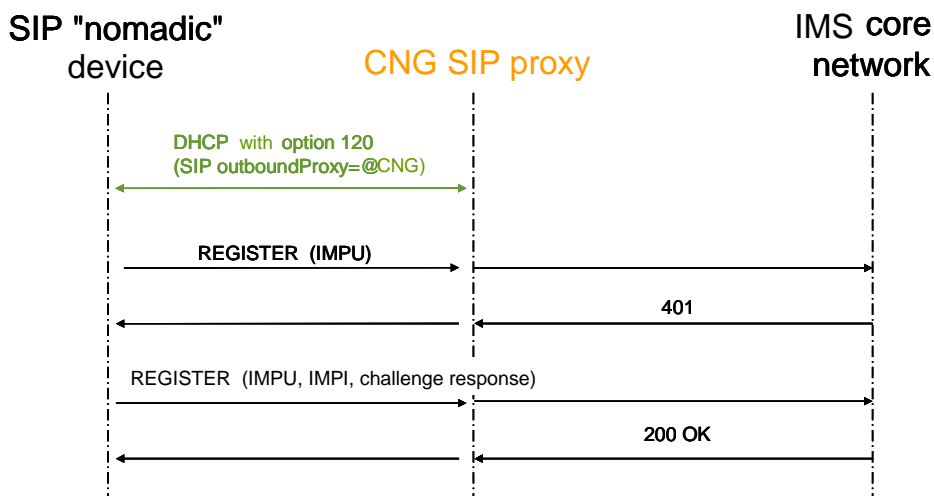 SIP "nomadic"
device
CNG SIP proxy
IMS core
network
DHCP with option 120
(SIP outboundProxy=@CNG)
REGISTER (IMPU)
401
REGISTER (IMPU, IMPI, challenge response)
200 OK